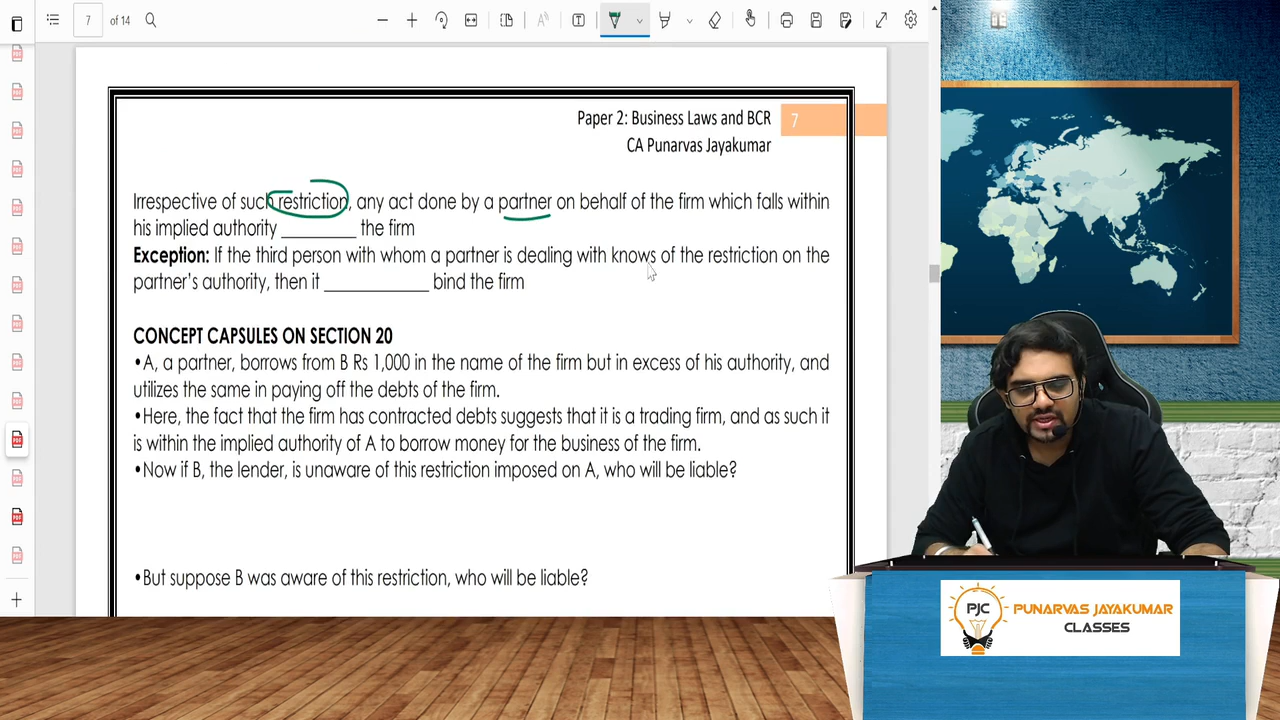 7 of 14
Paper 2: Business Laws and BCR 7
CA Punarvas Jayakumar
Irrespective of such restriction, any act done by a partner on behalf of the firm which falls within
his implied authority _________ the firm
Exception: If the third person with whom a partner is dealing with knows of the restriction on the
partner's authority, then it _____________ bind the firm
CONCEPT CAPSULES ON SECTION 20
•A, a partner, borrows from B Rs 1,000 in the name of the firm but in excess of his authority, and
utilizes the same in paying off the debts of the firm.
•Here, the fact that the firm has contracted debts suggests that it is a trading firm, and as such it
is within the implied authority of A to borrow money for the business of the firm.
•Now if B, the lender, is unaware of this restriction imposed on A, who will be liable?
•But suppose B was aware of this restriction, who will be liable?
PJC PUNARVAS JAYAKUMAR
CLASSES